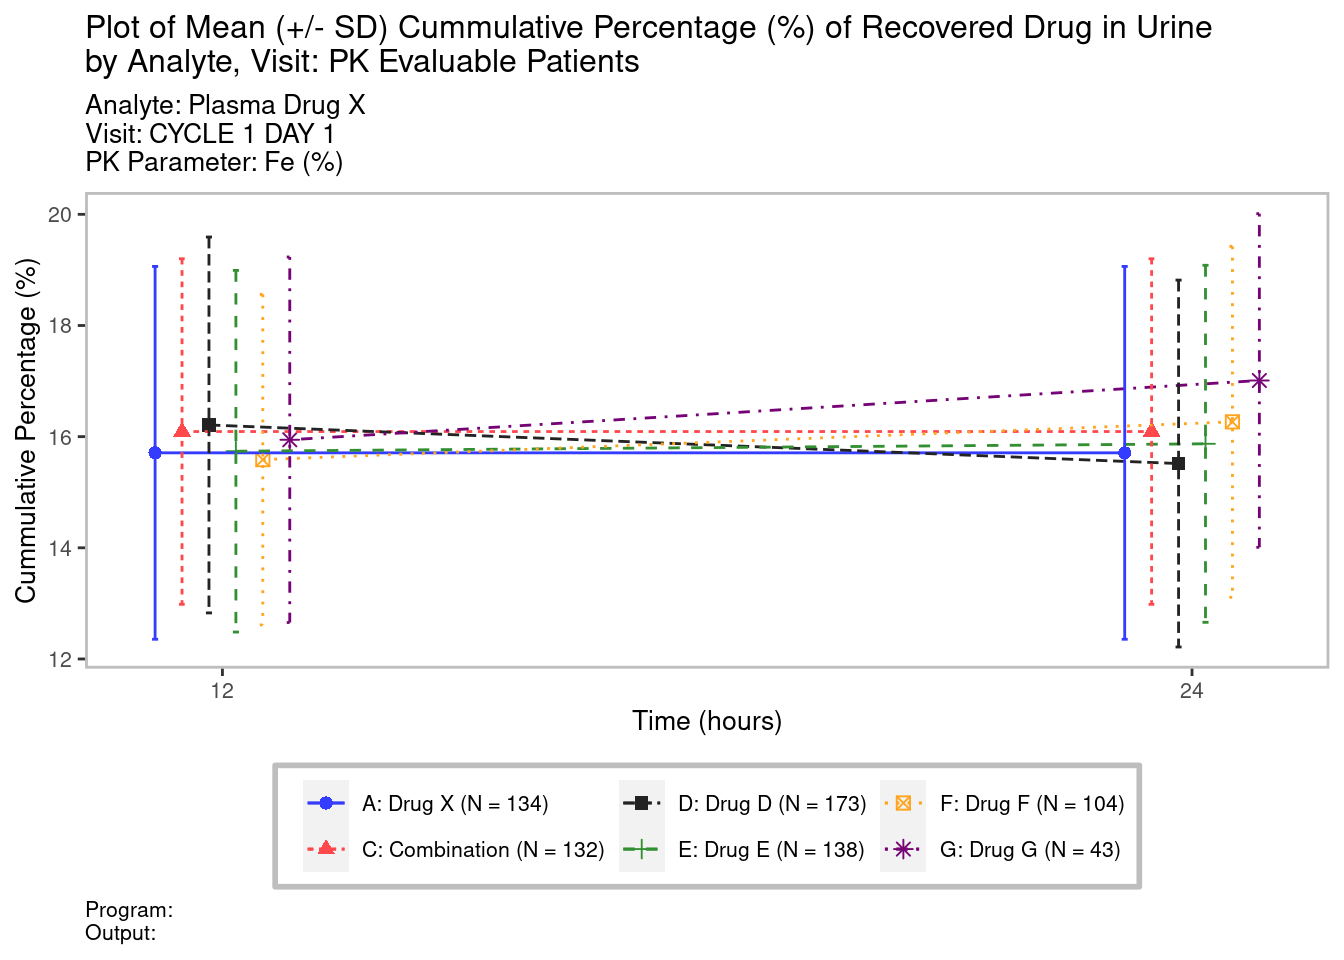 Plot of Mean (+/- SD) Cummulative Percentage (%) of Recovered Drug in Urine
by Analyte, Visit: PK Evaluable Patients
Analyte: Plasma Drug X
Visit: CYCLE 1 DAY 1
PK Parameter: Fe (%)
Cummulative Percentage (%)
20
18
16
14
12
12
24
Time (hours)
A: Drug X (N = 134)
D: Drug D (N = 173)
F: Drug F (N = 104)
C: Combination (N = 132)
E: Drug E (N = 138)
G: Drug G (N = 43)
Program:
Output: